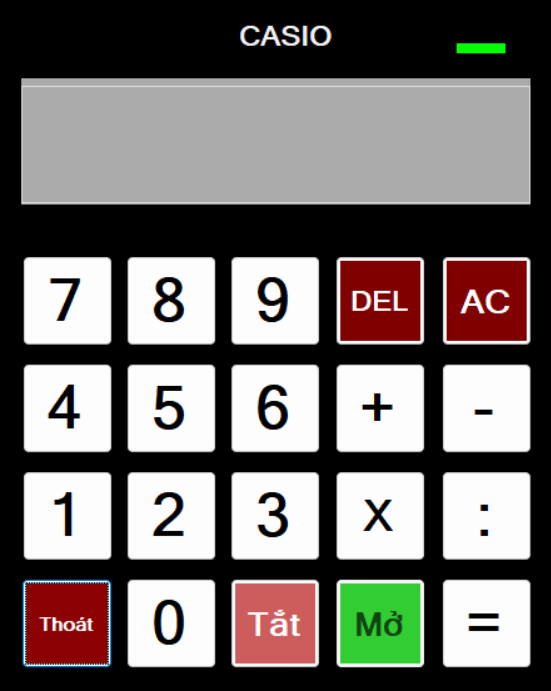 CASIO
7 8 9 DEL AC
4 5 6 + -
1 2 3 X :
Thoát 0 Tắt Mở =